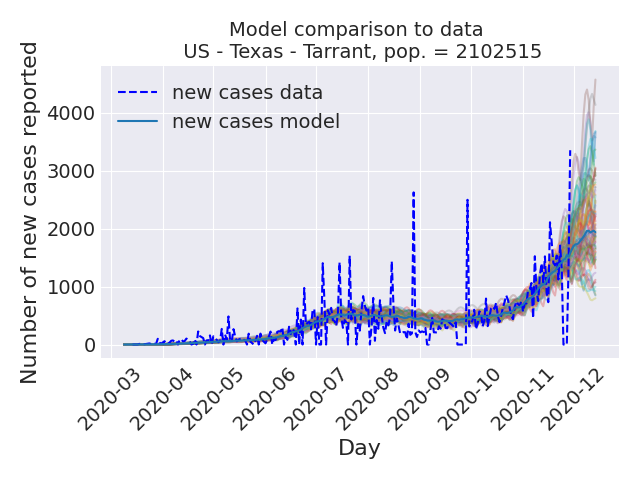 Model comparison to data
US - Texas - Tarrant, pop. = 2102515
new cases data
new cases model
Number of new cases reported
4000
3000
2000
1000
0
2020-03
2020-04
2020-05
2020-06
2020-07
2020-08
2020-09
2020-10
2020-11
2020-12
Day